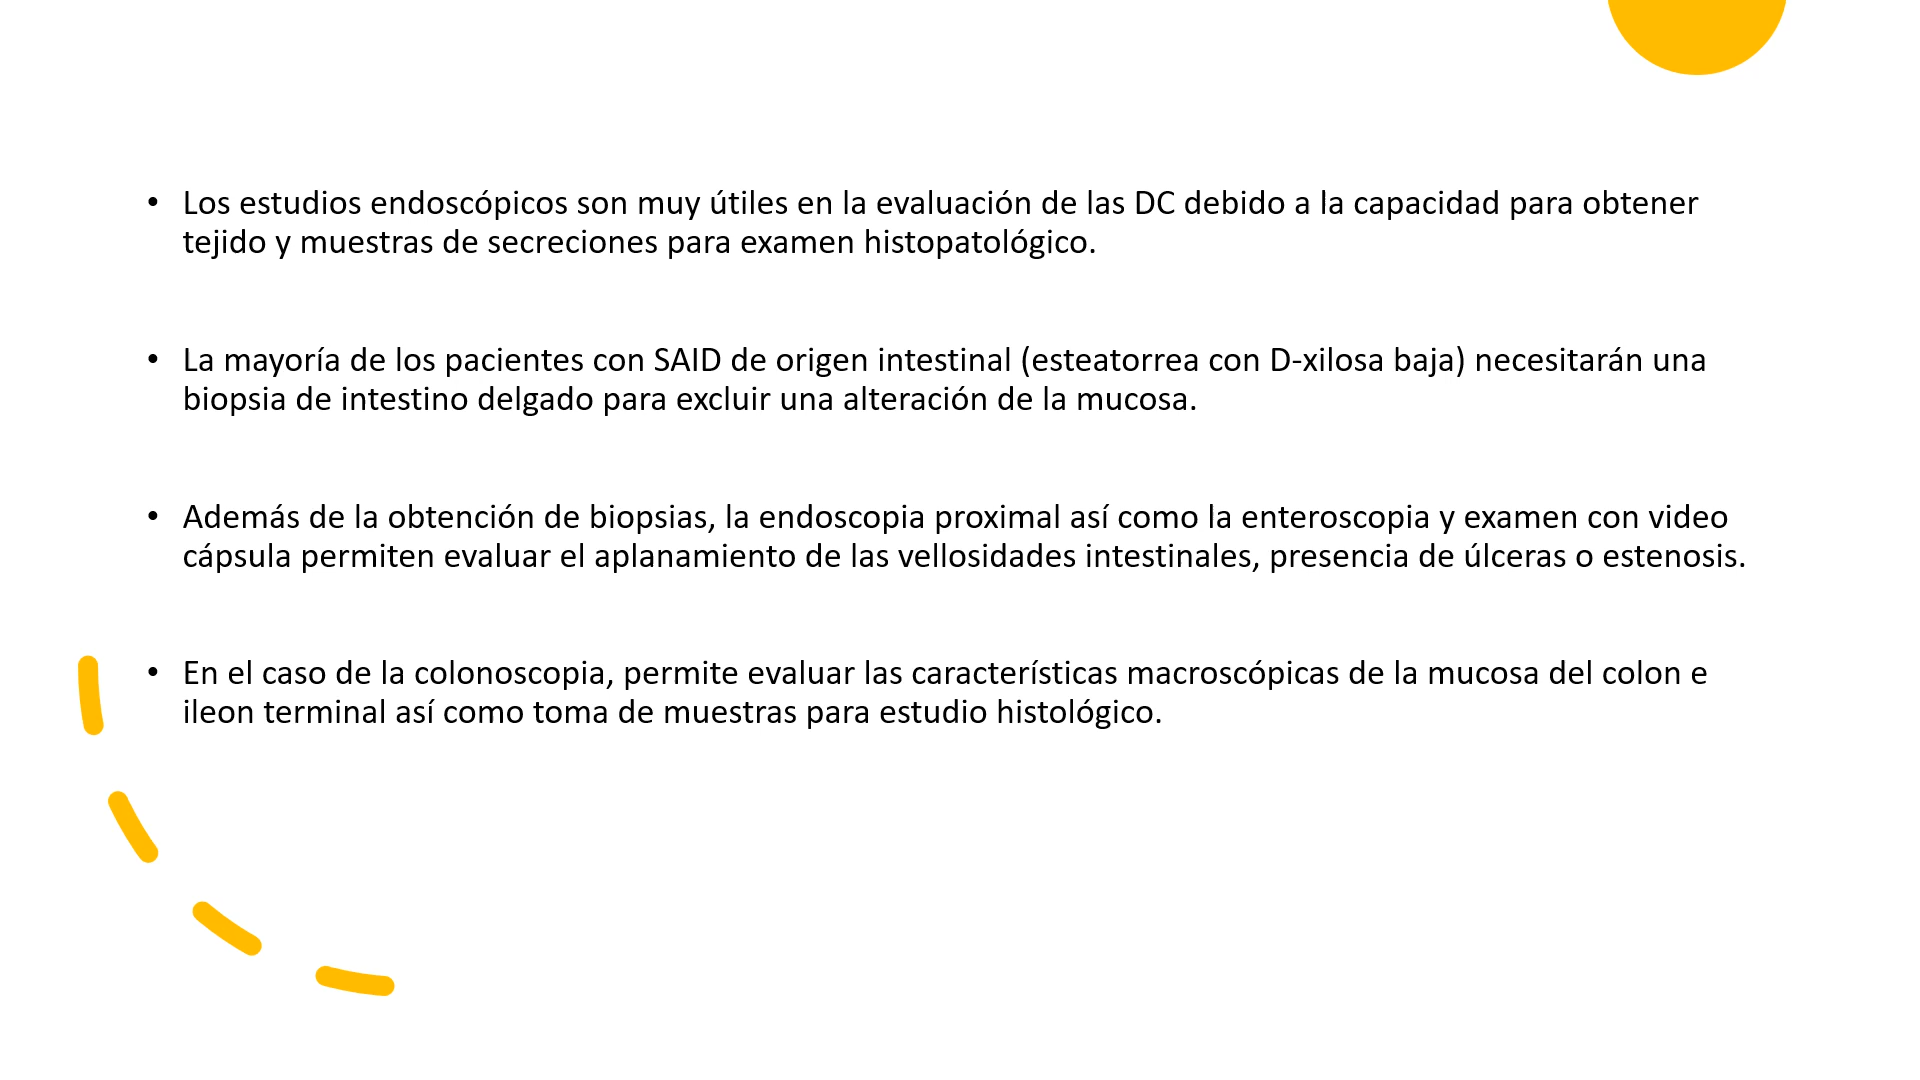 • Los estudios endoscópicos son muy útiles en la evaluación de las DC debido a la capacidad para obtener
tejido y muestras de secreciones para examen histopatológico.
• La mayoría de los pacientes con SAID de origen intestinal (esteatorrea con D-xilosa baja) necesitarán una
biopsia de intestino delgado para excluir una alteración de la mucosa.
• Además de la obtención de biopsias, la endoscopia proximal así como la enteroscopia y examen con video
cápsula permiten evaluar el aplanamiento de las vellosidades intestinales, presencia de úlceras o estenosis.
• En el caso de la colonoscopia, permite evaluar las características macroscópicas de la mucosa del colon e
ileon terminal así como toma de muestras para estudio histológico.